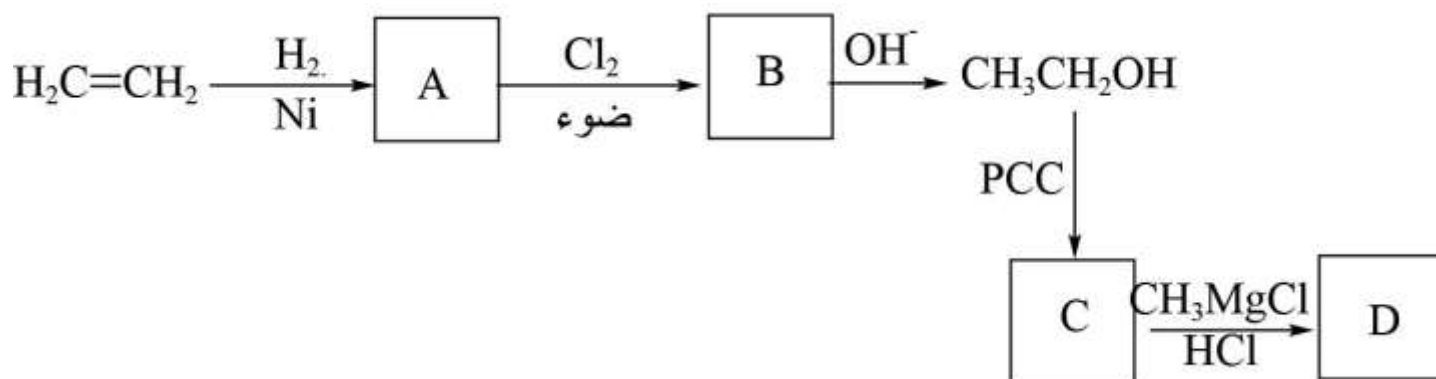 H₂C=CH₂ H₂. Ni A Cl₂ ضوء B OH⁻ CH₃CH₂OH
PCC
C CH₃MgCl HCl D